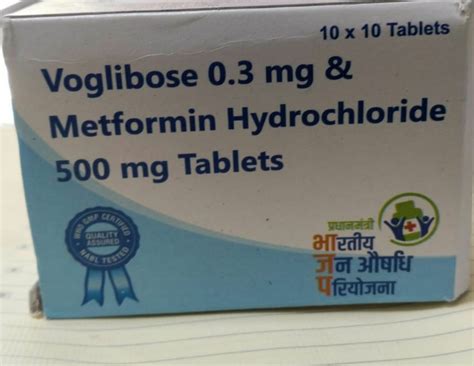 10 x 10 Tablets
Voglibose 0.3 mg &
Metformin Hydrochloride
500 mg Tablets
WHO GMP CERTIFIED
QUALITY
ASSURED
NABL TESTED
प्रधानमंत्री
भारतीय
जन औषधि
परियोजना